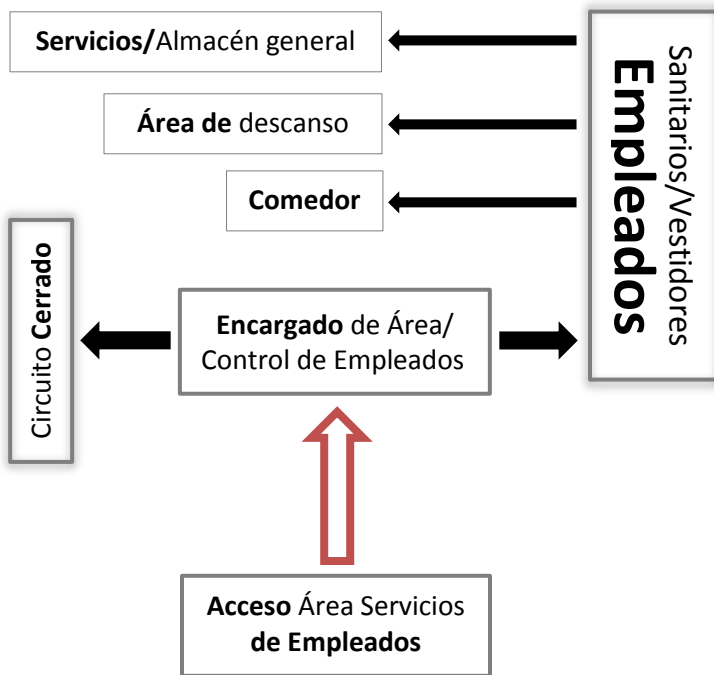 Servicios/Almacén general
Área de descanso
Comedor
Sanitarios/Vestidores
Empleados
Circuito Cerrado
Encargado de Área/
Control de Empleados
Acceso Área Servicios
de Empleados